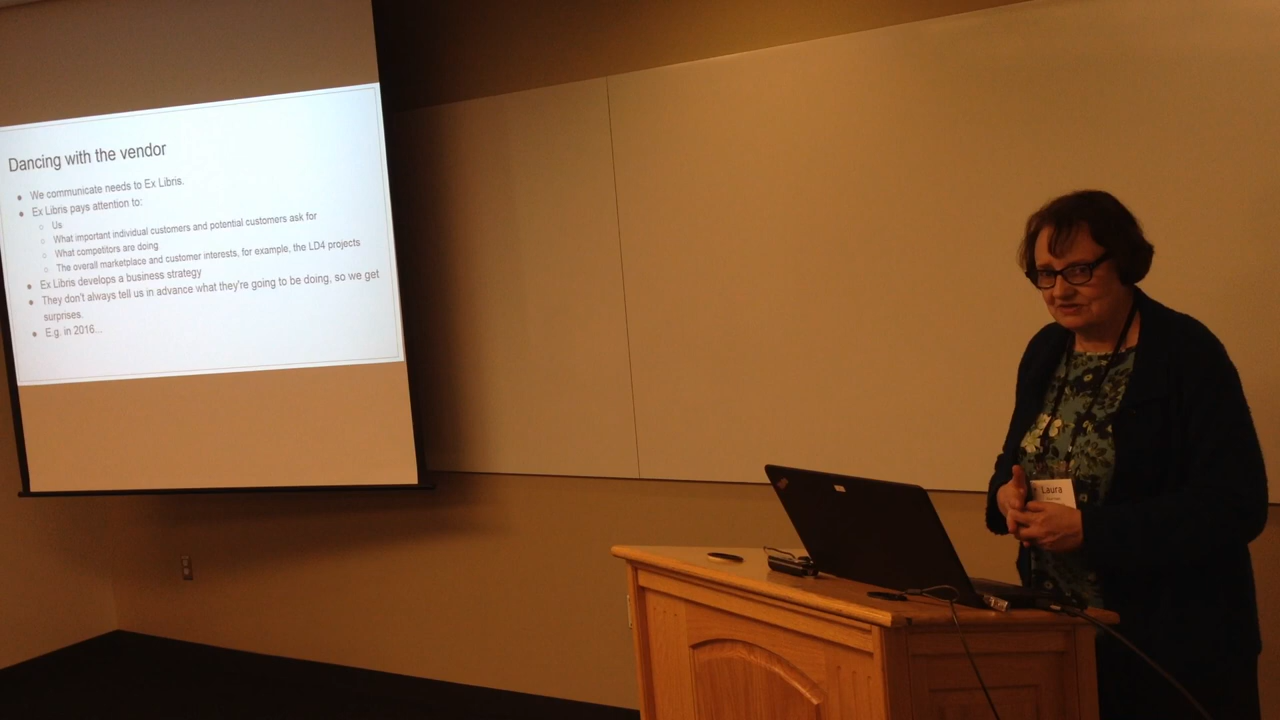 Dancing with the vendor
● We communicate needs to Ex Libris.
● Ex Libris pays attention to:
○ Us
○ What important individual customers and potential customers ask for
○ What competitors are doing
○ The overall marketplace and customer interests, for example, the LD4 projects
● Ex Libris develops a business strategy
● They don't always tell us in advance what they're going to be doing, so we get
surprises.
● E.g. in 2016...
Laura